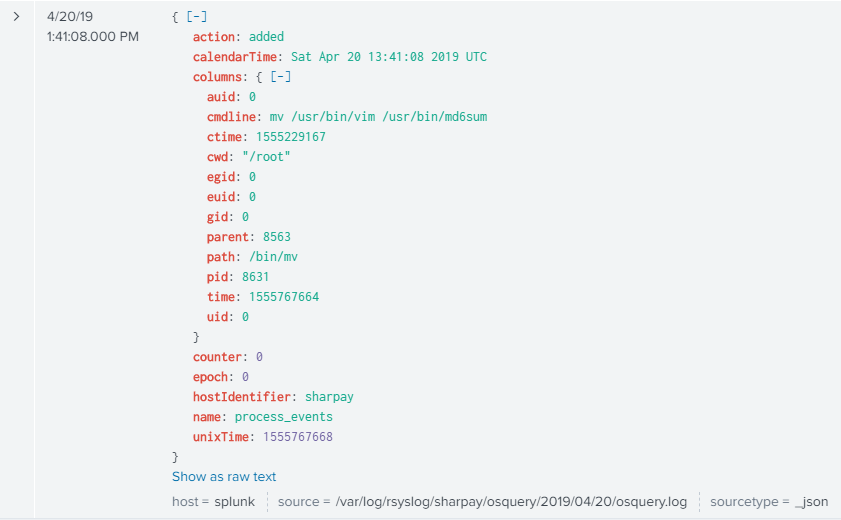 > 4/20/19 { [-]
1:41:08.000 PM action: added
calendarTime: Sat Apr 20 13:41:08 2019 UTC
columns: { [-]
auid: 0
cmdline: mv /usr/bin/vim /usr/bin/md6sum
ctime: 1555229167
cwd: "/root"
egid: 0
euid: 0
gid: 0
parent: 8563
path: /bin/mv
pid: 8631
time: 1555767664
uid: 0
}
counter: 0
epoch: 0
hostIdentifier: sharpay
name: process_events
unixTime: 1555767668
}
Show as raw text
host = splunk source = /var/log/rsyslog/sharpay/osquery/2019/04/20/osquery.log sourcetype = _json